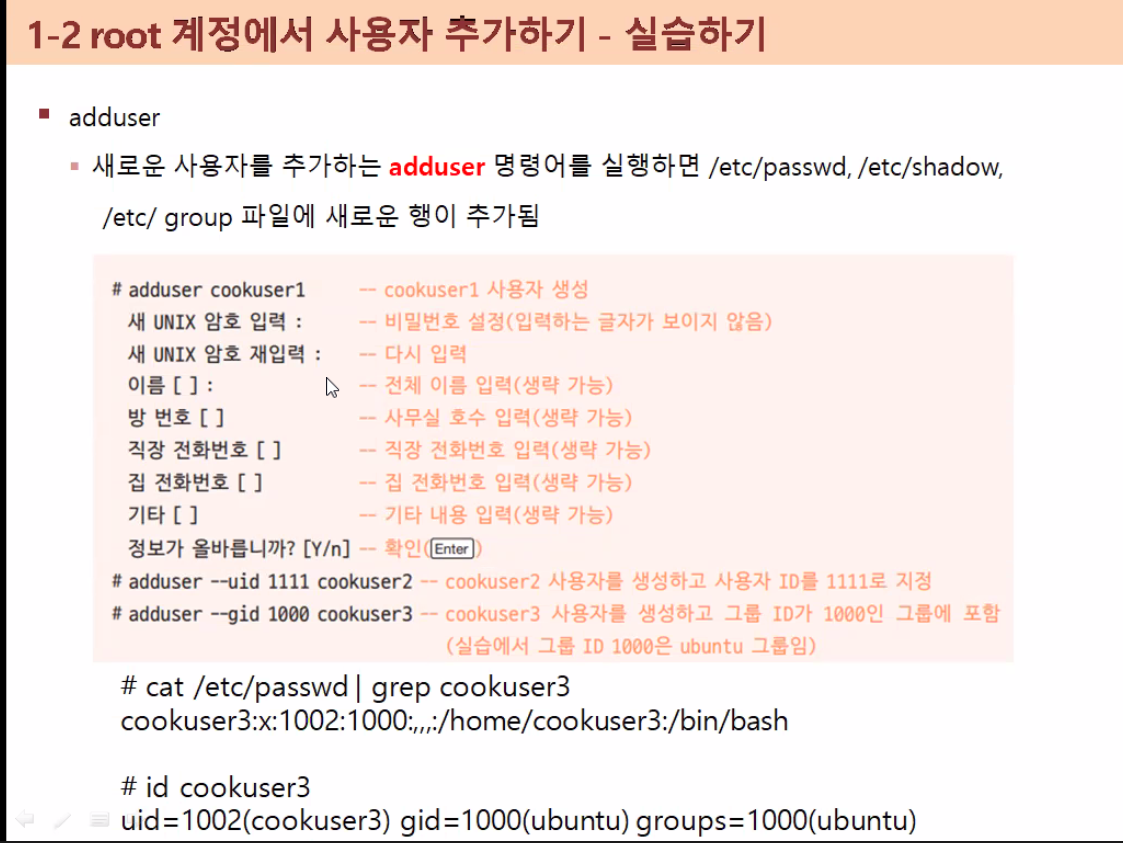 1-2 root 계정에서 사용자 추가하기 - 실습하기
adduser
새로운 사용자를 추가하는 adduser 명령어를 실행하면 /etc/passwd, /etc/shadow,
/etc/ group 파일에 새로운 행이 추가됨
# adduser cookuser1 -- cookuser1 사용자 생성
새 UNIX 암호 입력 : -- 비밀번호 설정(입력하는 글자가 보이지 않음)
새 UNIX 암호 재입력 : -- 다시 입력
이름 [ ] : -- 전체 이름 입력(생략 가능)
방 번호 [ ] -- 사무실 호수 입력(생략 가능)
직장 전화번호 [ ] -- 직장 전화번호 입력(생략 가능)
집 전화번호 [ ] -- 집 전화번호 입력(생략 가능)
기타 [ ] -- 기타 내용 입력(생략 가능)
정보가 올바릅니까? [Y/n] -- 확인(Enter)
# adduser --uid 1111 cookuser2 -- cookuser2 사용자를 생성하고 사용자 ID를 1111로 지정
# adduser --gid 1000 cookuser3 -- cookuser3 사용자를 생성하고 그룹 ID가 1000인 그룹에 포함
(실습에서 그룹 ID 1000은 ubuntu 그룹임)
# cat /etc/passwd | grep cookuser3
cookuser3:x:1002:1000:,,,:/home/cookuser3:/bin/bash
# id cookuser3
uid=1002(cookuser3) gid=1000(ubuntu) groups=1000(ubuntu)